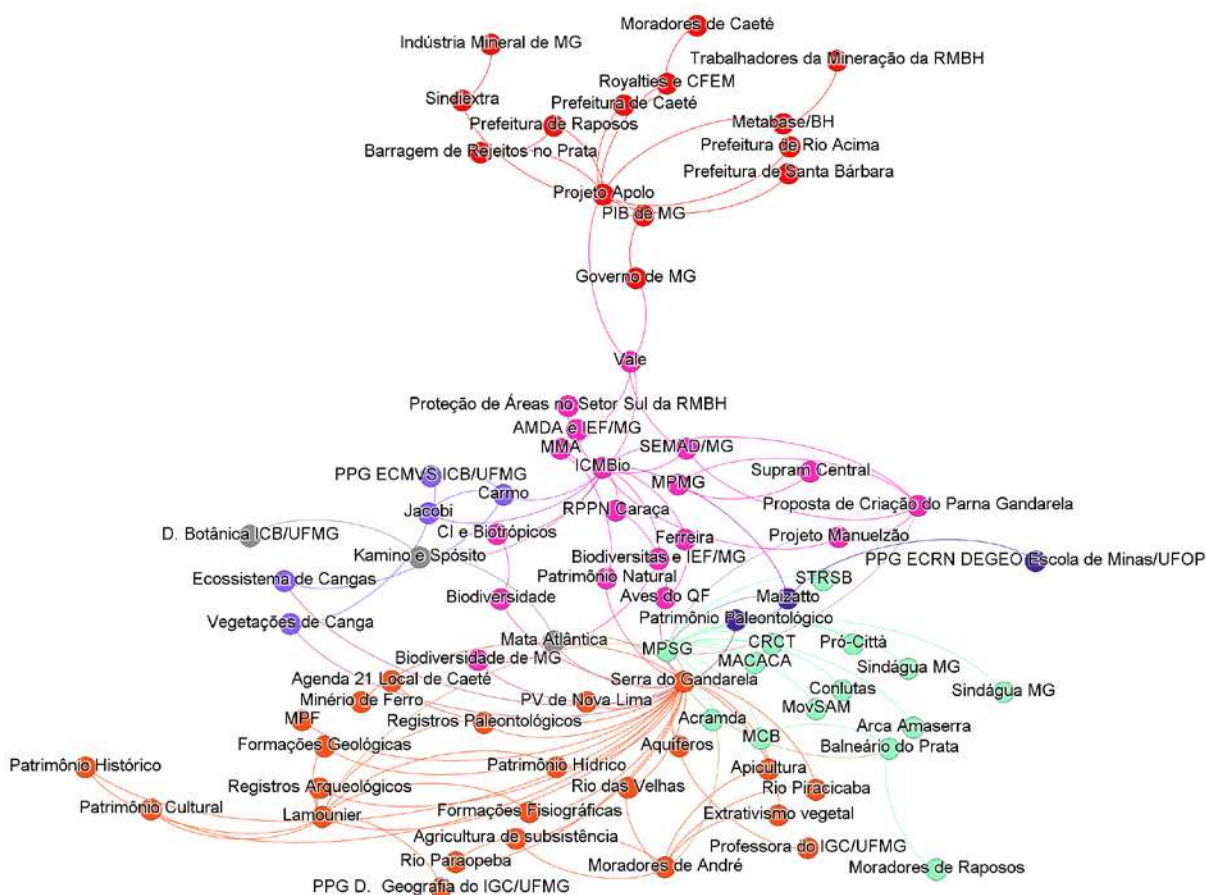 Moradores de Caeté
Indústria Mineral de MG
Trabalhadores da Mineração da RMBH
Royalties e CFEM
Sindiextra
Prefeitura de Caeté
Prefeitura de Raposos
Metabase/BH
Barragem de Rejeitos no Prata
Prefeitura de Rio Acima
Prefeitura de Santa Bárbara
Projeto Apolo
PIB de MG
Governo de MG
Vale
Proteção de Áreas no Setor Sul da RMBH
AMDA e IEF/MG
MMA
SEMAD/MG
ICMBio
Supram Central
PPG ECMVS ICB/UFMG
MPMG
Carmo
Proposta de Criação do Parna Gandarela
Jacobi
RPPN Caraça
D. Botânica ICB/UFMG
CI e Biotrópicos
Ferreira
Projeto Manuelzão
Kamino e Spósito
Biodiversitas e IEF/MG
PPG ECRN DEGEO Escola de Minas/UFOP
Ecossistema de Cangas
Patrimônio Natural
STRSB
Biodiversidade
Aves do QF
Maizatto
Vegetações de Canga
Patrimônio Paleontológico
Mata Atlântica
MPSG
CRCT
Pró-Città
Biodiversidade de MG
MACACA
Sindágua MG
Agenda 21 Local de Caeté
Serra do Gandarela
Minério de Ferro
PV de Nova Lima
Conlutas
Sindágua MG
MPF
Registros Paleontológicos
Acramda
MovSAM
Arca Amaserra
Formações Geológicas
Aquíferos
MCB
Balneário do Prata
Patrimônio Histórico
Patrimônio Hídrico
Apicultura
Registros Arqueológicos
Rio das Velhas
Rio Piracicaba
Patrimônio Cultural
Lamounier
Formações Fisiográficas
Extrativismo vegetal
Agricultura de subsistência
Professora do IGC/UFMG
Rio Paraopeba
Moradores de André
Moradores de Raposos
PPG D. Geografia do IGC/UFMG